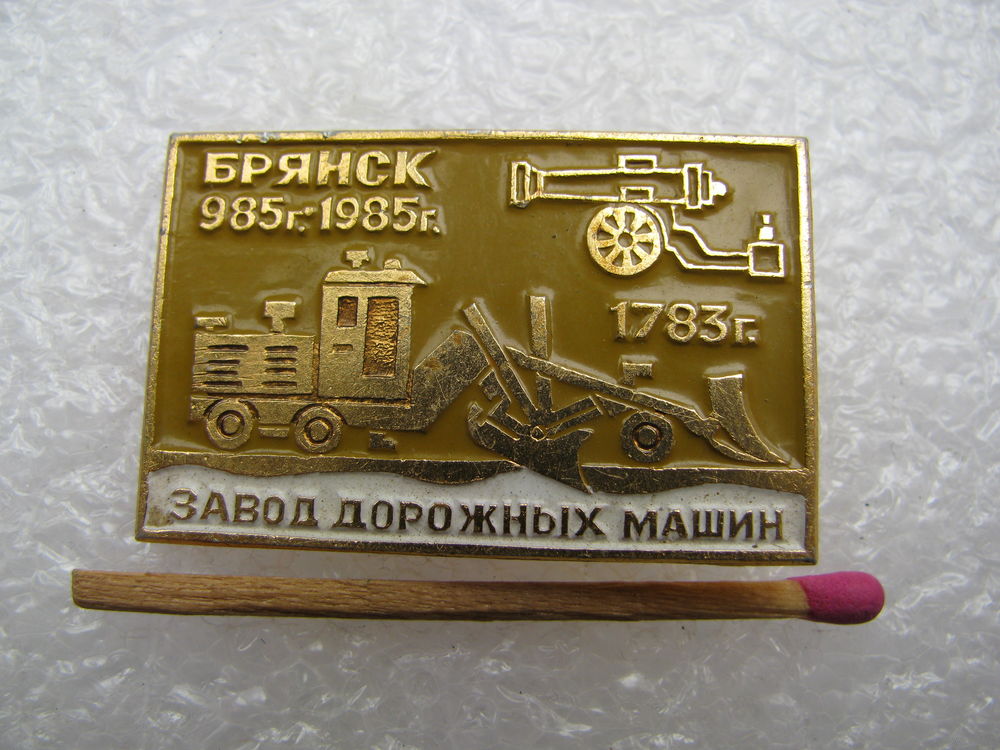 БРЯНСК
985г.-1985г.
1783г.
ЗАВОД ДОРОЖНЫХ МАШИН